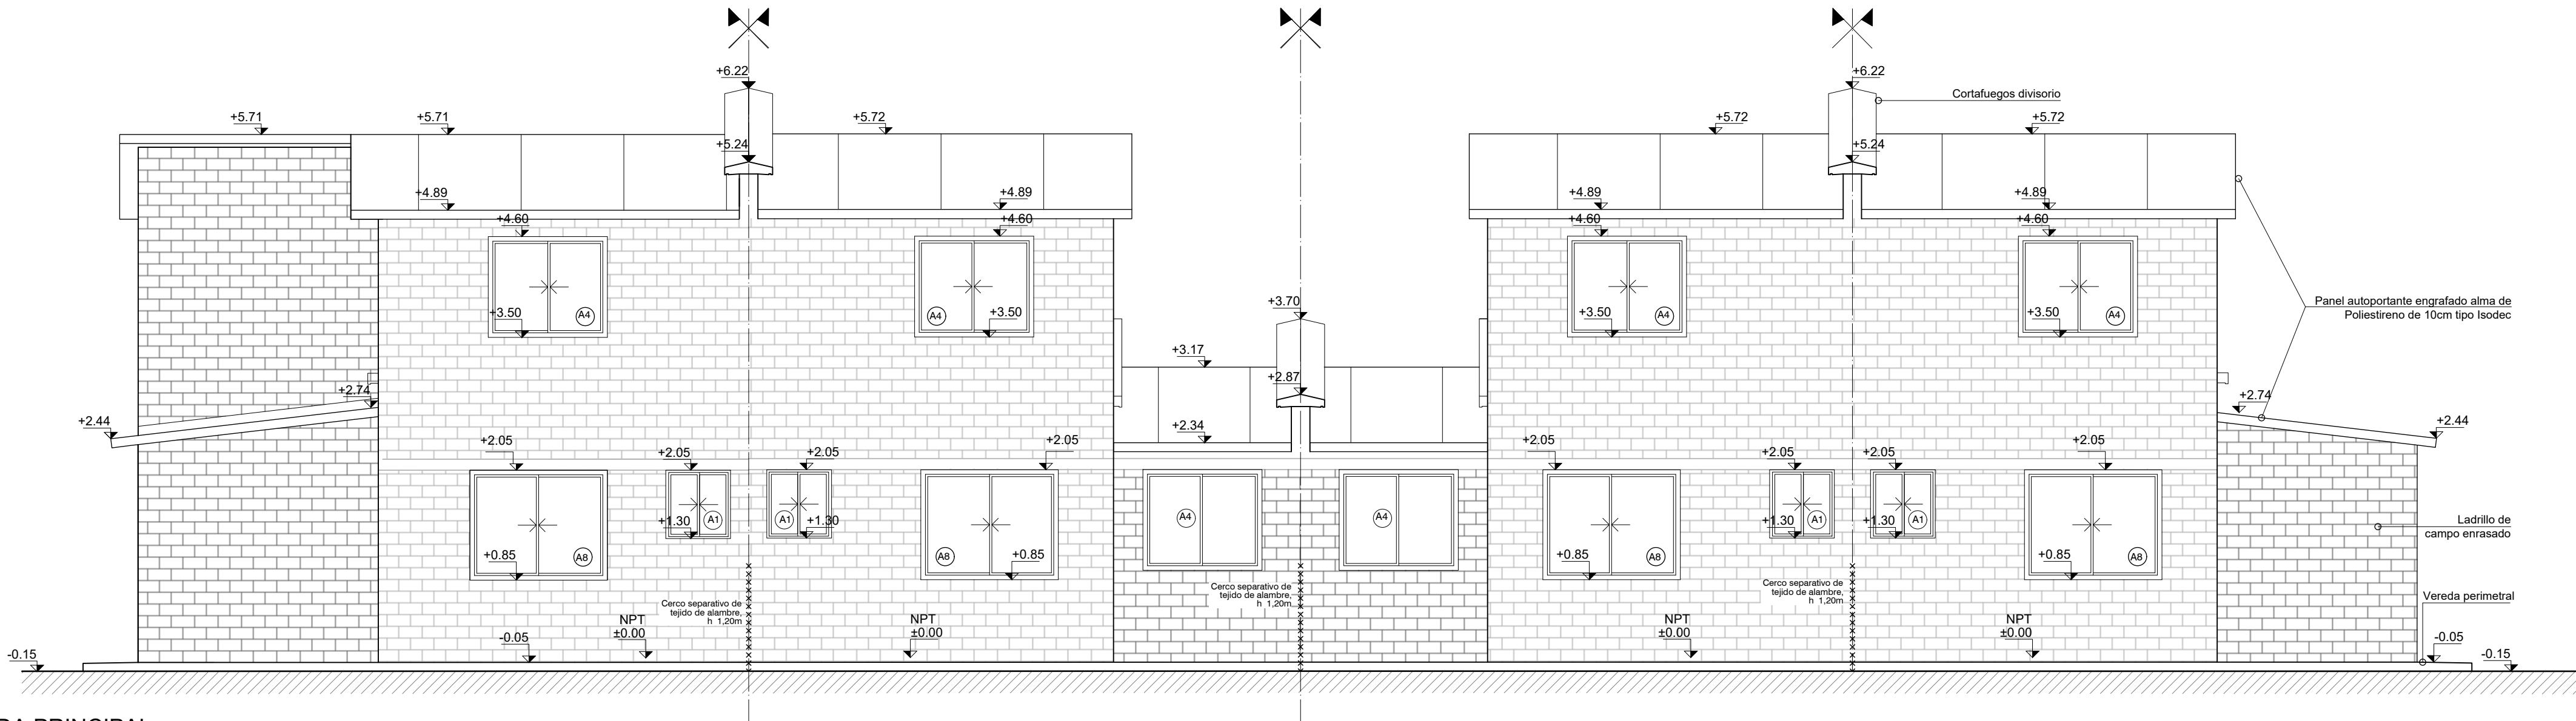 +6.22
+6.22
Cortafuegos divisorio
+5.71
+5.71
+5.72
+5.72
+5.72
+5.24
+5.24
+4.89
+4.89
+4.89
+4.89
+4.60
+4.60
+4.60
+4.60
+3.50
A4
A4
+3.50
+3.70
+3.50
A4
+3.50
A4
Panel autoportante engrafado alma de
Poliestireno de 10cm tipo Isodec
+3.17
+2.87
+2.74
+2.74
+2.44
+2.34
+2.44
+2.05
+2.05
+2.05
+2.05
+2.05
+2.05
+2.05
+2.05
+1.30
A1
A1
+1.30
A4
A4
+1.30
A1
+1.30
A1
Ladrillo de
campo enrasado
+0.85
A8
A8
+0.85
+0.85
A8
+0.85
A8
Cerco separativo de
tejido de alambre,
h 1,20m
Cerco separativo de
tejido de alambre,
h 1,20m
Cerco separativo de
tejido de alambre,
h 1,20m
Vereda perimetral
NPT
±0.00
NPT
±0.00
NPT
±0.00
NPT
±0.00
-0.05
-0.05
-0.15
-0.15